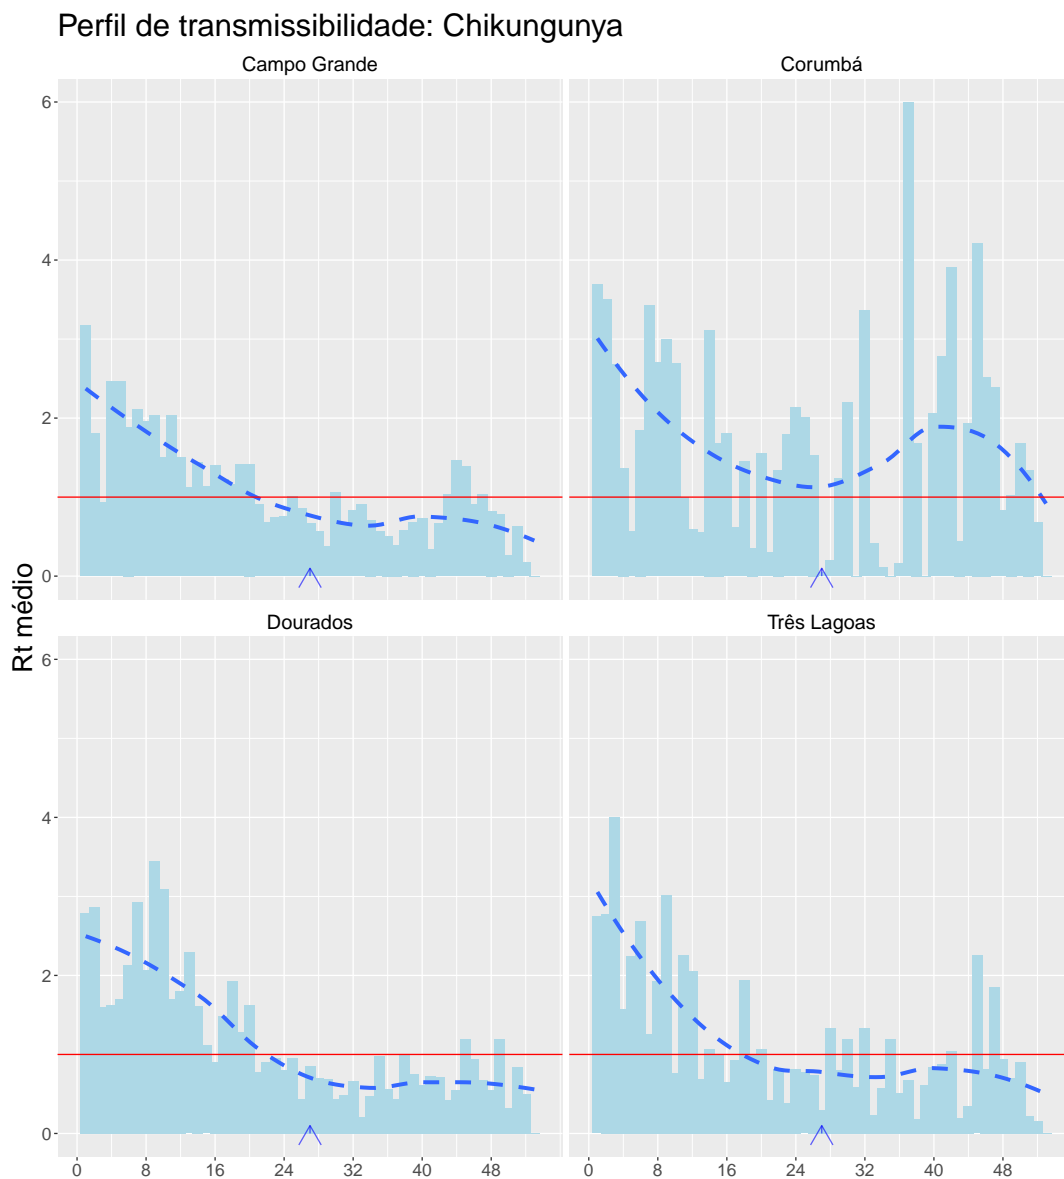 Perfil de transmissibilidade: Chikungunya
Campo Grande
Corumbá
6
4
2
0
Rt médio
Dourados
Três Lagoas
6
4
2
0
0 8 16 24 32 40 48
0 8 16 24 32 40 48